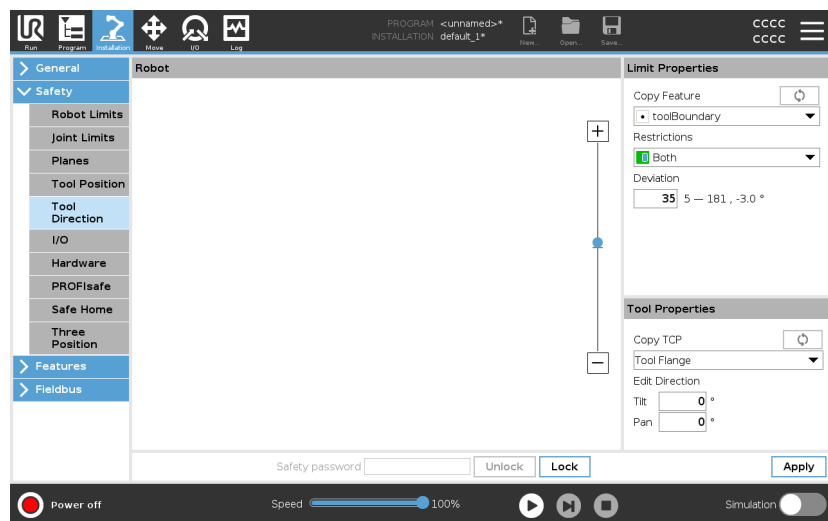 UR
PROGRAM <unnamed>*
INSTALLATION default_1*
CCCC
CCCC
Run Program Installation Move I/O Log New... Open... Save...
General
Safety
Robot Limits
Joint Limits
Planes
Tool Position
Tool
Direction
I/O
Hardware
PROFIsafe
Safe Home
Three
Position
Features
Fieldbus
Robot
Limit Properties
Copy Feature
toolBoundary
Restrictions
Both
Deviation
35 5 — 181 , -3.0 °
Tool Properties
Copy TCP
Tool Flange
Edit Direction
Tilt 0 °
Pan 0 °
Safety password Unlock Lock Apply
Power off Speed 100% Simulation